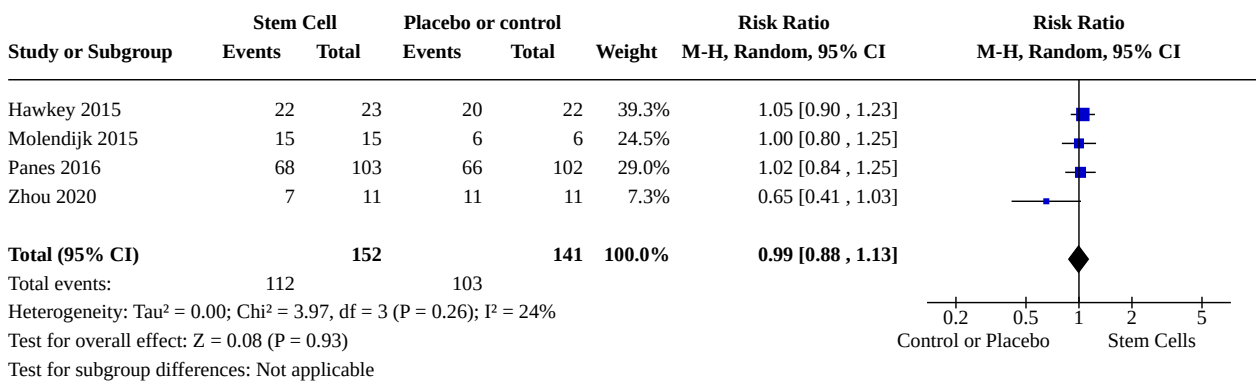 Stem Cell Placebo or control Risk Ratio Risk Ratio
Study or Subgroup Events Total Events Total Weight M-H, Random, 95% CI M-H, Random, 95% CI
Hawkey 2015 22 23 20 22 39.3% 1.05 [0.90 , 1.23]
Molendijk 2015 15 15 6 6 24.5% 1.00 [0.80 , 1.25]
Panes 2016 68 103 66 102 29.0% 1.02 [0.84 , 1.25]
Zhou 2020 7 11 11 11 7.3% 0.65 [0.41 , 1.03]
Total (95% CI) 152 141 100.0% 0.99 [0.88 , 1.13]
Total events: 112 103
Heterogeneity: Tau² = 0.00; Chi² = 3.97, df = 3 (P = 0.26); I² = 24%
0.2 0.5 1 2 5
Test for overall effect: Z = 0.08 (P = 0.93) Control or Placebo Stem Cells
Test for subgroup differences: Not applicable